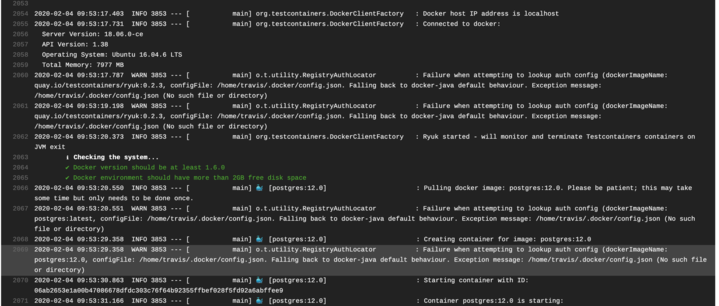 2053
2054 2020-02-04 09:53:17.403 INFO 3853 --- [ main] org.testcontainers.DockerClientFactory : Docker host IP address is localhost
2055 2020-02-04 09:53:17.731 INFO 3853 --- [ main] org.testcontainers.DockerClientFactory : Connected to docker:
2056 Server Version: 18.06.0-ce
2057 API Version: 1.38
2058 Operating System: Ubuntu 16.04.6 LTS
2059 Total Memory: 7977 MB
2060 2020-02-04 09:53:17.787 WARN 3853 --- [ main] o.t.utility.RegistryAuthLocator : Failure when attempting to lookup auth config (dockerImageName:
quay.io/testcontainers/ryuk:0.2.3, configFile: /home/travis/.docker/config.json. Falling back to docker-java default behaviour. Exception message:
/home/travis/.docker/config.json (No such file or directory)
2061 2020-02-04 09:53:19.198 WARN 3853 --- [ main] o.t.utility.RegistryAuthLocator : Failure when attempting to lookup auth config (dockerImageName:
quay.io/testcontainers/ryuk:0.2.3, configFile: /home/travis/.docker/config.json. Falling back to docker-java default behaviour. Exception message:
/home/travis/.docker/config.json (No such file or directory)
2062 2020-02-04 09:53:20.373 INFO 3853 --- [ main] org.testcontainers.DockerClientFactory : Ryuk started - will monitor and terminate Testcontainers containers on
JVM exit
2063 ℹ︎ Checking the system...
2064 ✔ Docker version should be at least 1.6.0
2065 ✔ Docker environment should have more than 2GB free disk space
2066 2020-02-04 09:53:20.550 INFO 3853 --- [ main] 🐳 [postgres:12.0] : Pulling docker image: postgres:12.0. Please be patient; this may take
some time but only needs to be done once.
2067 2020-02-04 09:53:20.551 WARN 3853 --- [ main] o.t.utility.RegistryAuthLocator : Failure when attempting to lookup auth config (dockerImageName:
postgres:latest, configFile: /home/travis/.docker/config.json. Falling back to docker-java default behaviour. Exception message: /home/travis/.docker/config.json (No such
file or directory)
2068 2020-02-04 09:53:29.358 INFO 3853 --- [ main] 🐳 [postgres:12.0] : Creating container for image: postgres:12.0
2069 2020-02-04 09:53:29.358 WARN 3853 --- [ main] o.t.utility.RegistryAuthLocator : Failure when attempting to lookup auth config (dockerImageName:
postgres:12.0, configFile: /home/travis/.docker/config.json. Falling back to docker-java default behaviour. Exception message: /home/travis/.docker/config.json (No such file
or directory)
2070 2020-02-04 09:53:30.863 INFO 3853 --- [ main] 🐳 [postgres:12.0] : Starting container with ID:
06ab2653e1a00b47086678dfdc303c76f64b92355ffbef028f5fd92a6abffee9
2071 2020-02-04 09:53:31.166 INFO 3853 --- [ main] 🐳 [postgres:12.0] : Container postgres:12.0 is starting: